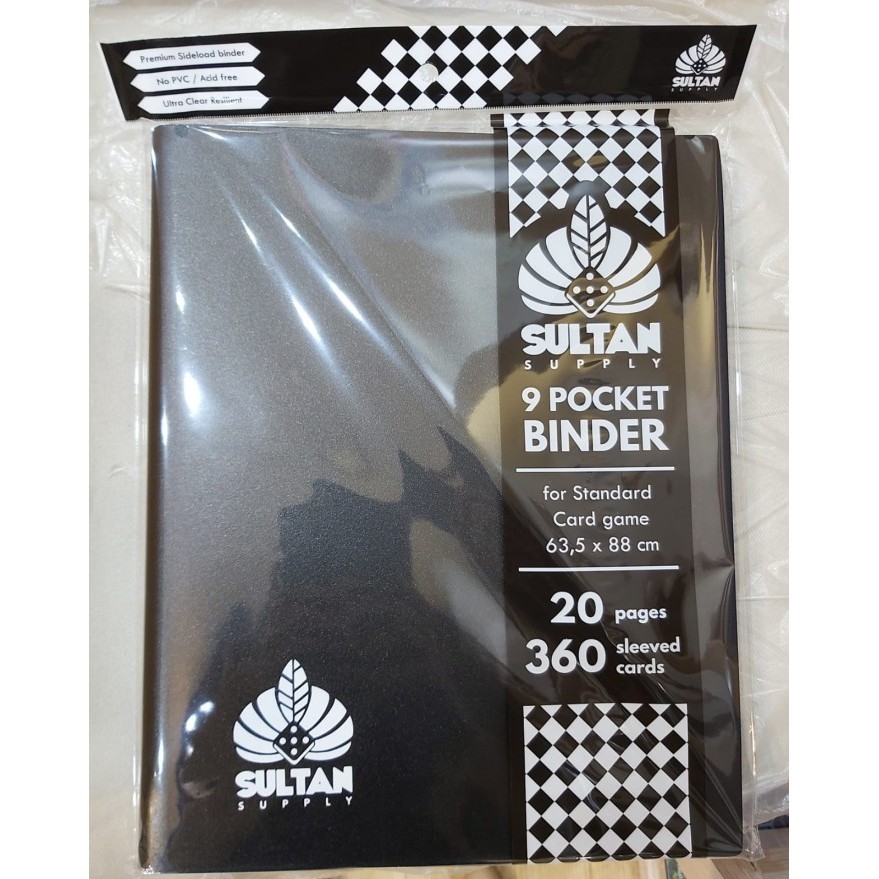 Premium Sideload binder
No PVC / Acid free
Ultra Clear Resilient
SULTAN
SUPPLY
SULTAN
SUPPLY
9 POCKET
BINDER
for Standard
Card game
63,5 x 88 cm
20 pages
360 sleeved
cards
SULTAN
SUPPLY